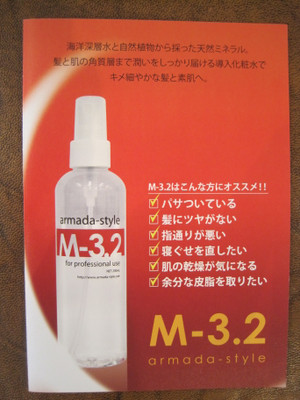 海洋深層水と自然植物から採った天然ミネラル。
髪と肌の角質層まで潤いをしっかり届ける導入化粧水で
キメ細やかな髪と素肌へ。
armada-style
M-3.2
for professional use
M-3.2はこんな方にオススメ!!
パサついている
髪にツヤがない
指通りが悪い
寝ぐせを直したい
肌の乾燥が気になる
余分な皮脂を取りたい
M-3.2
armada-style